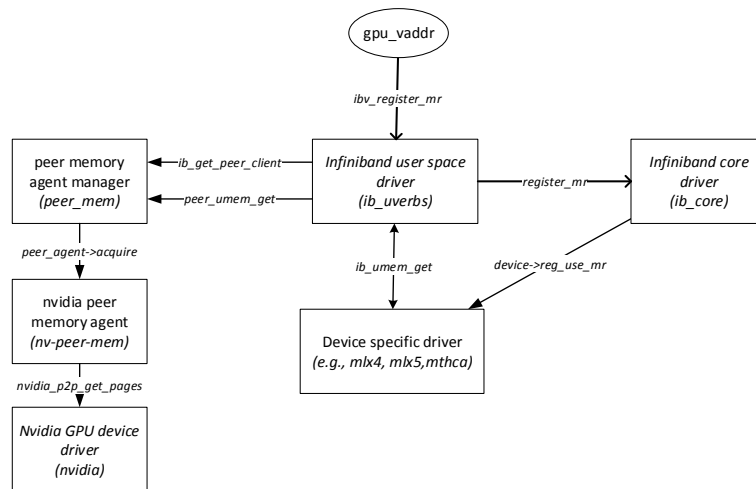 gpu_vaddr
ibv_register_mr
peer memory
agent manager
(peer_mem)
ib_get_peer_client
peer_umem_get
Infiniband user space
driver
(ib_uverbs)
register_mr
Infiniband core
driver
(ib_core)
peer_agent->acquire
ib_umem_get
device->reg_use_mr
nvidia peer
memory agent
(nv-peer-mem)
Device specific driver
(e.g., mlx4, mlx5,mthca
nvidia_p2p_get_pages
Nvidia GPU device
driver
(nvidia)